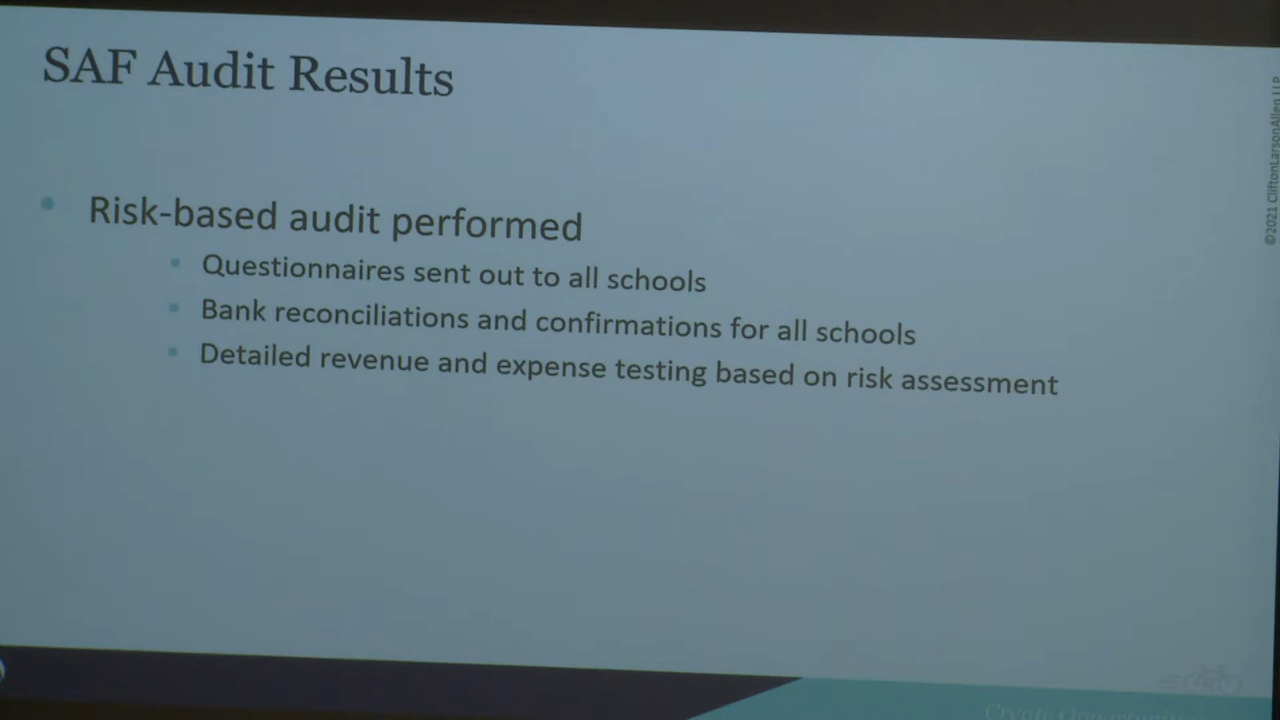 SAF Audit Results
©2021 CliftonLarsonAllen LLP
Risk-based audit performed
Questionnaires sent out to all schools
Bank reconciliations and confirmations for all schools
Detailed revenue and expense testing based on risk assessment
Create